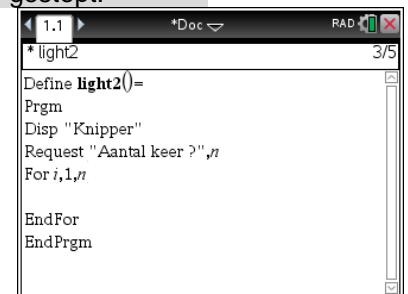 gestopt.
1.1 *Doc RAD
* light2 3/5
Define light2()=
Prgm
Disp "Knipper"
Request "Aantal keer ?",n
For i,1,n
EndFor
EndPrgm